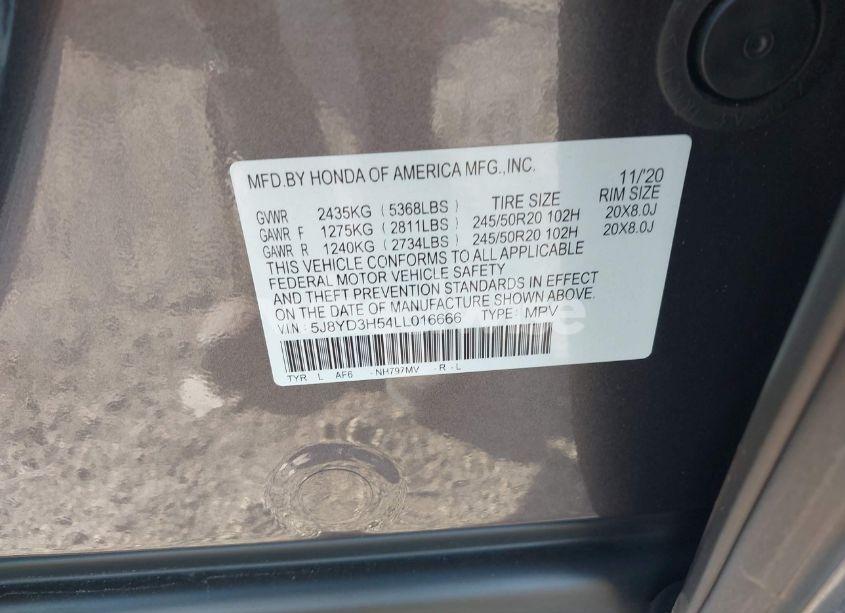 MFD.BY HONDA OF AMERICA MFG.,INC. 11/'20
TIRE SIZE RIM SIZE
GVWR 2435KG (5368LBS)
GAWR F 1275KG (2811LBS) 245/50R20 102H 20X8.0J
GAWR R 1240KG (2734LBS) 245/50R20 102H 20X8.0J
THIS VEHICLE CONFORMS TO ALL APPLICABLE
FEDERAL MOTOR VEHICLE SAFETY
AND THEFT PREVENTION STANDARDS IN EFFECT
ON THE DATE OF MANUFACTURE SHOWN ABOVE.
V.I.N: 5J8YD3H54LL016666 TYPE: MPV
TYR L AF6 -NH797MV -R -L